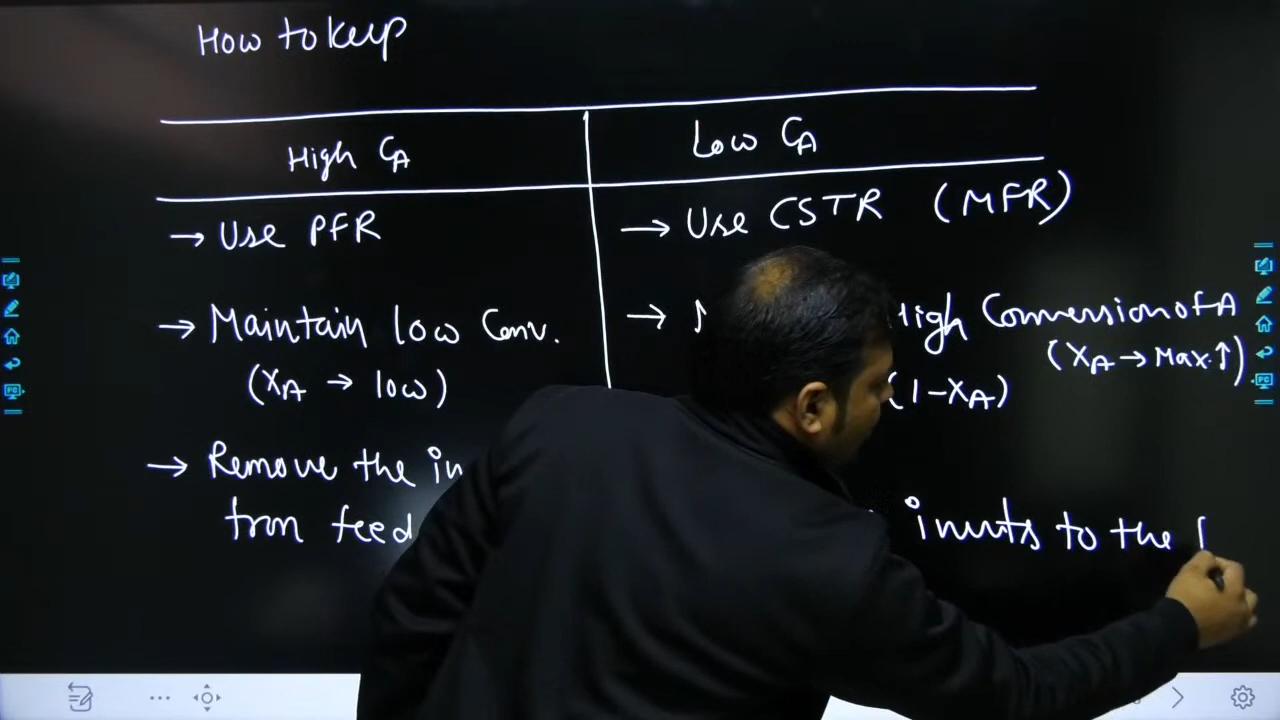 How to keep
High CA
Low CA
→ Use PFR
→ Use CSTR (MFR)
→ Maintain low Conv.
(XA → low)
→ High Conversion of A
(XA → Max.↑)
(1-XA)
→ Remove the
from feed
inerts to the